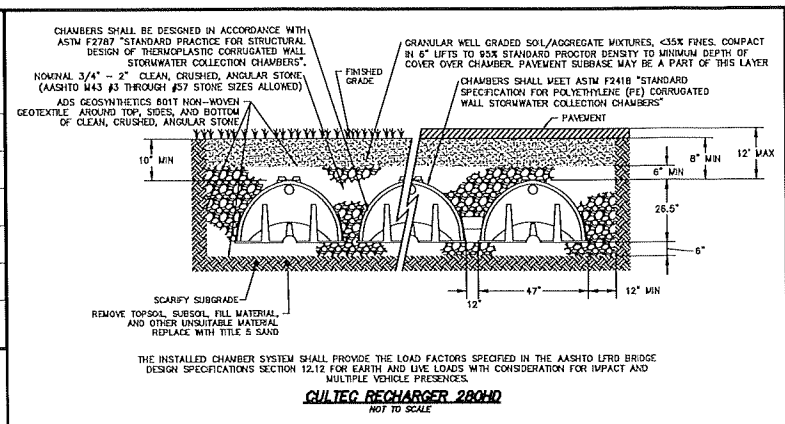 CHAMBERS SHALL BE DESIGNED IN ACCORDANCE WITH
ASTM F2787 "STANDARD PRACTICE FOR STRUCTURAL
DESIGN OF THERMOPLASTIC CORRUGATED WALL
STORMWATER COLLECTION CHAMBERS".
NOMINAL 3/4" - 2" CLEAN, CRUSHED, ANGULAR STONE
(AASHTO M43 #3 THROUGH #57 STONE SIZES ALLOWED)
ADS GEOSYNTHETICS 601T NON-WOVEN
GEOTEXTILE AROUND TOP, SIDES, AND BOTTOM
OF CLEAN, CRUSHED, ANGULAR STONE
FINISHED
GRADE
GRANULAR WELL GRADED SOIL/AGGREGATE MIXTURES, <35% FINES. COMPACT
IN 6" LIFTS TO 95% STANDARD PROCTOR DENSITY TO MINIMUM DEPTH OF
COVER OVER CHAMBER. PAVEMENT SUBBASE MAY BE A PART OF THIS LAYER
CHAMBERS SHALL MEET ASTM F2418 "STANDARD
SPECIFICATION FOR POLYETHYLENE (PE) CORRUGATED
WALL STORMWATER COLLECTION CHAMBERS"
PAVEMENT
10" MIN
6" MIN
8" MIN
12' MAX
26.5"
6"
12"
47"
12" MIN
SCARIFY SUBGRADE
REMOVE TOPSOIL, SUBSOIL, FILL MATERIAL,
AND OTHER UNSUITABLE MATERIAL
REPLACE WITH TITLE 5 SAND
THE INSTALLED CHAMBER SYSTEM SHALL PROVIDE THE LOAD FACTORS SPECIFIED IN THE AASHTO LFRD BRIDGE
DESIGN SPECIFICATIONS SECTION 12.12 FOR EARTH AND LIVE LOADS WITH CONSIDERATION FOR IMPACT AND
MULTIPLE VEHICLE PRESENCES.
CULTEC RECHARGER 280HD
NOT TO SCALE